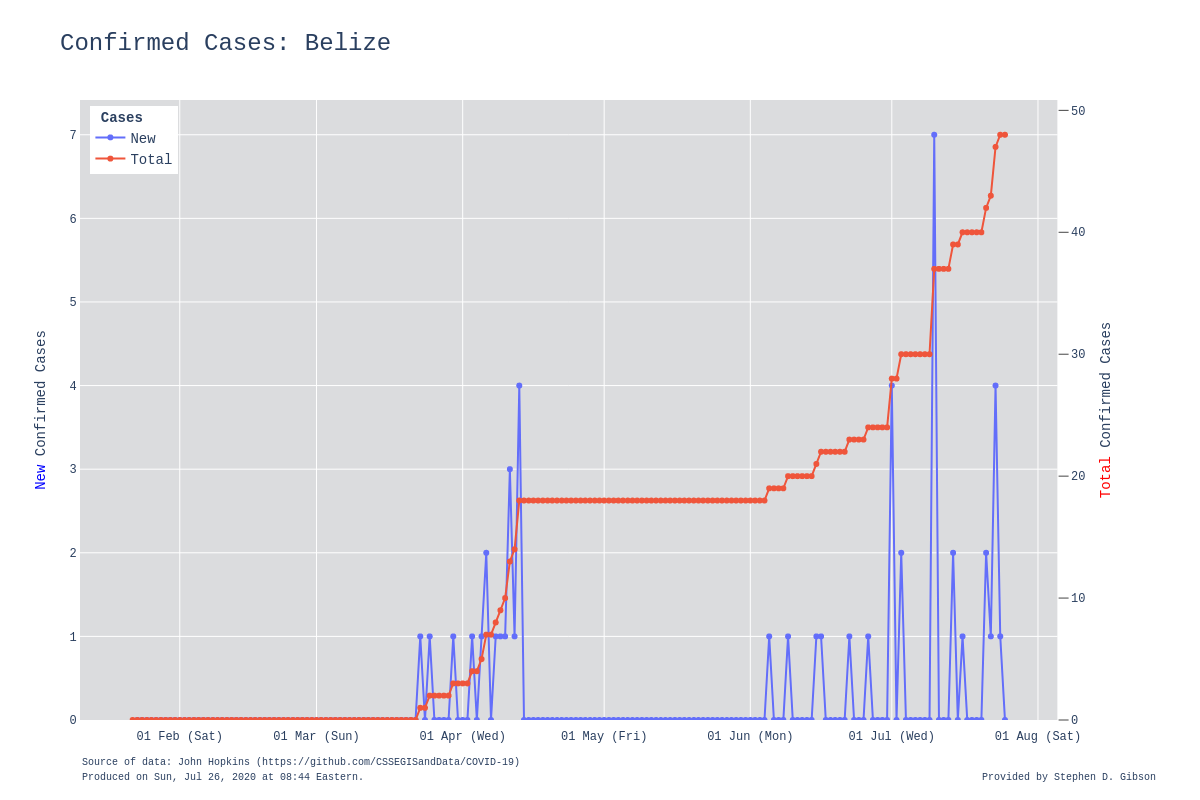 Confirmed Cases: Belize
Cases
New
Total
7
6
5
4
3
2
1
0
50
40
30
20
10
0
New Confirmed Cases
Total Confirmed Cases
01 Feb (Sat)
01 Mar (Sun)
01 Apr (Wed)
01 May (Fri)
01 Jun (Mon)
01 Jul (Wed)
01 Aug (Sat)
Source of data: John Hopkins (https://github.com/CSSEGISandData/COVID-19)
Produced on Sun, Jul 26, 2020 at 08:44 Eastern.
Provided by Stephen D. Gibson